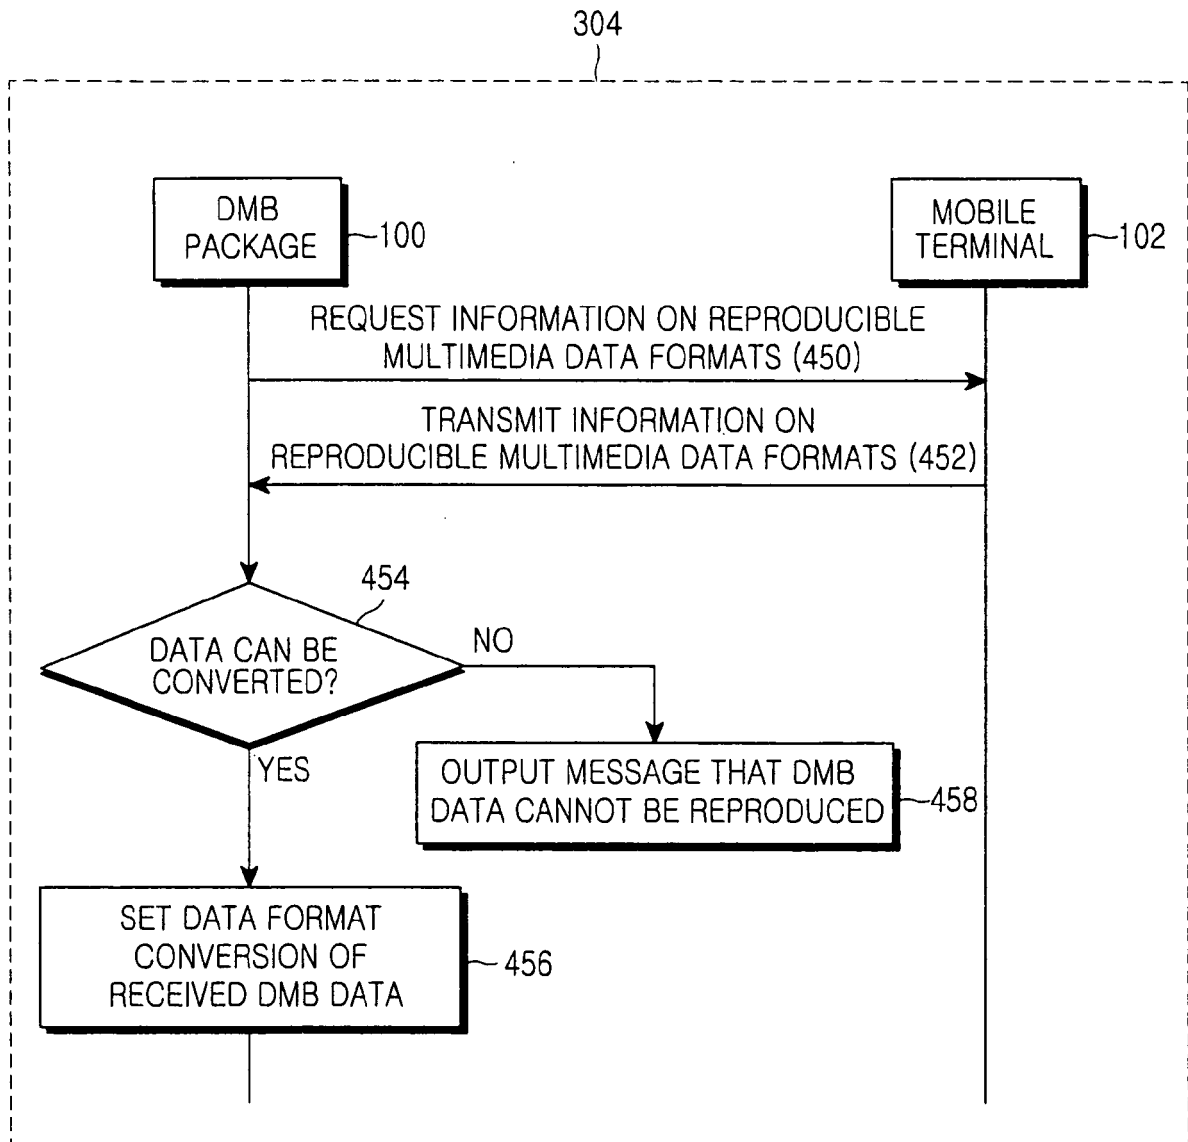 304
DMB
PACKAGE
100
MOBILE
TERMINAL
102
REQUEST INFORMATION ON REPRODUCIBLE
MULTIMEDIA DATA FORMATS (450)
TRANSMIT INFORMATION ON
REPRODUCIBLE MULTIMEDIA DATA FORMATS (452)
454
DATA CAN BE
CONVERTED?
NO
YES
OUTPUT MESSAGE THAT DMB
DATA CANNOT BE REPRODUCED
458
SET DATA FORMAT
CONVERSION OF
RECEIVED DMB DATA
456